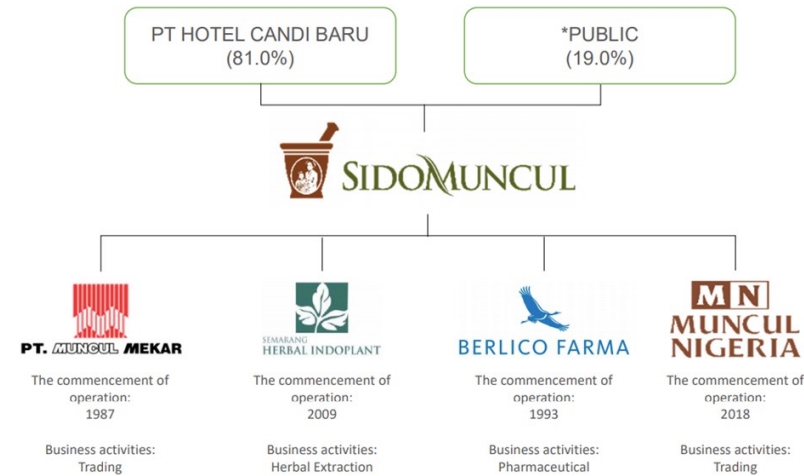 PT HOTEL CANDI BARU
(81.0%)
*PUBLIC
(19.0%)
SIDOMUNCUL
PT. MUNCUL MEKAR
The commencement of
operation:
1987
Business activities:
Trading
SEMARANG
HERBAL INDOPLANT
The commencement of
operation:
2009
Business activities:
Herbal Extraction
BERLICO FARMA
The commencement of
operation:
1993
Business activities:
Pharmaceutical
MN
MUNCUL
NIGERIA
The commencement of
operation:
2018
Business activities:
Trading